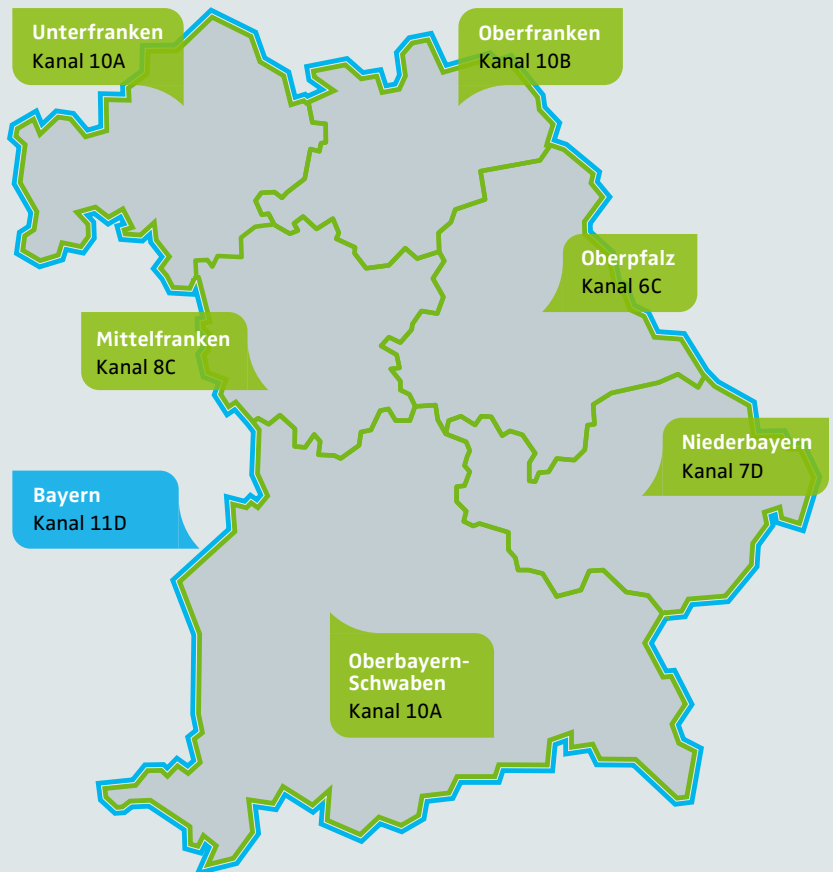 Unterfranken
Kanal 10A
Oberfranken
Kanal 10B
Oberpfalz
Kanal 6C
Mittelfranken
Kanal 8C
Niederbayern
Kanal 7D
Bayern
Kanal 11D
Oberbayern-
Schwaben
Kanal 10A